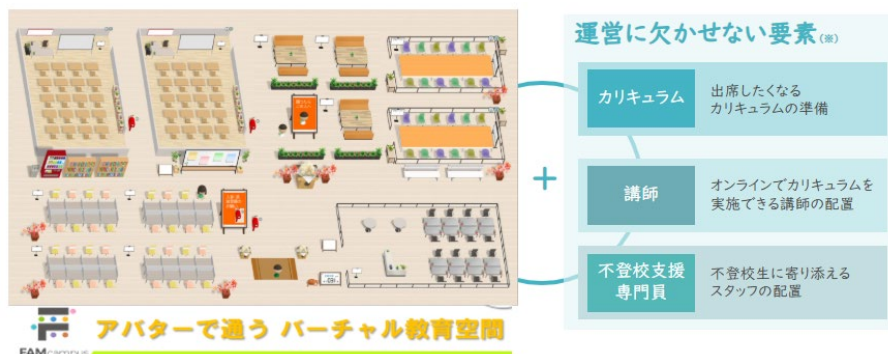 運営に欠かせない要素(※)
カリキュラム
出席したくなる
カリキュラムの準備
講師
オンラインでカリキュラムを
実施できる講師の配置
不登校支援
専門員
不登校生に寄り添える
スタッフの配置
+
アバターで通う バーチャル教育空間
FAMcampus